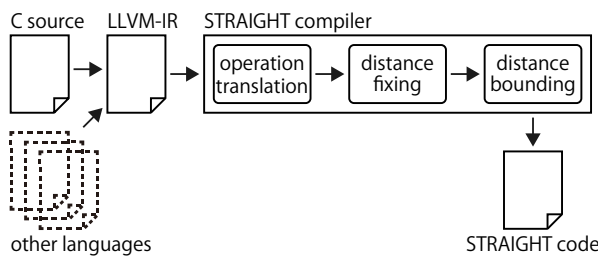 C source
LLVM-IR
STRAIGHT compiler
operation
translation
distance
fixing
distance
bounding
other languages
STRAIGHT code